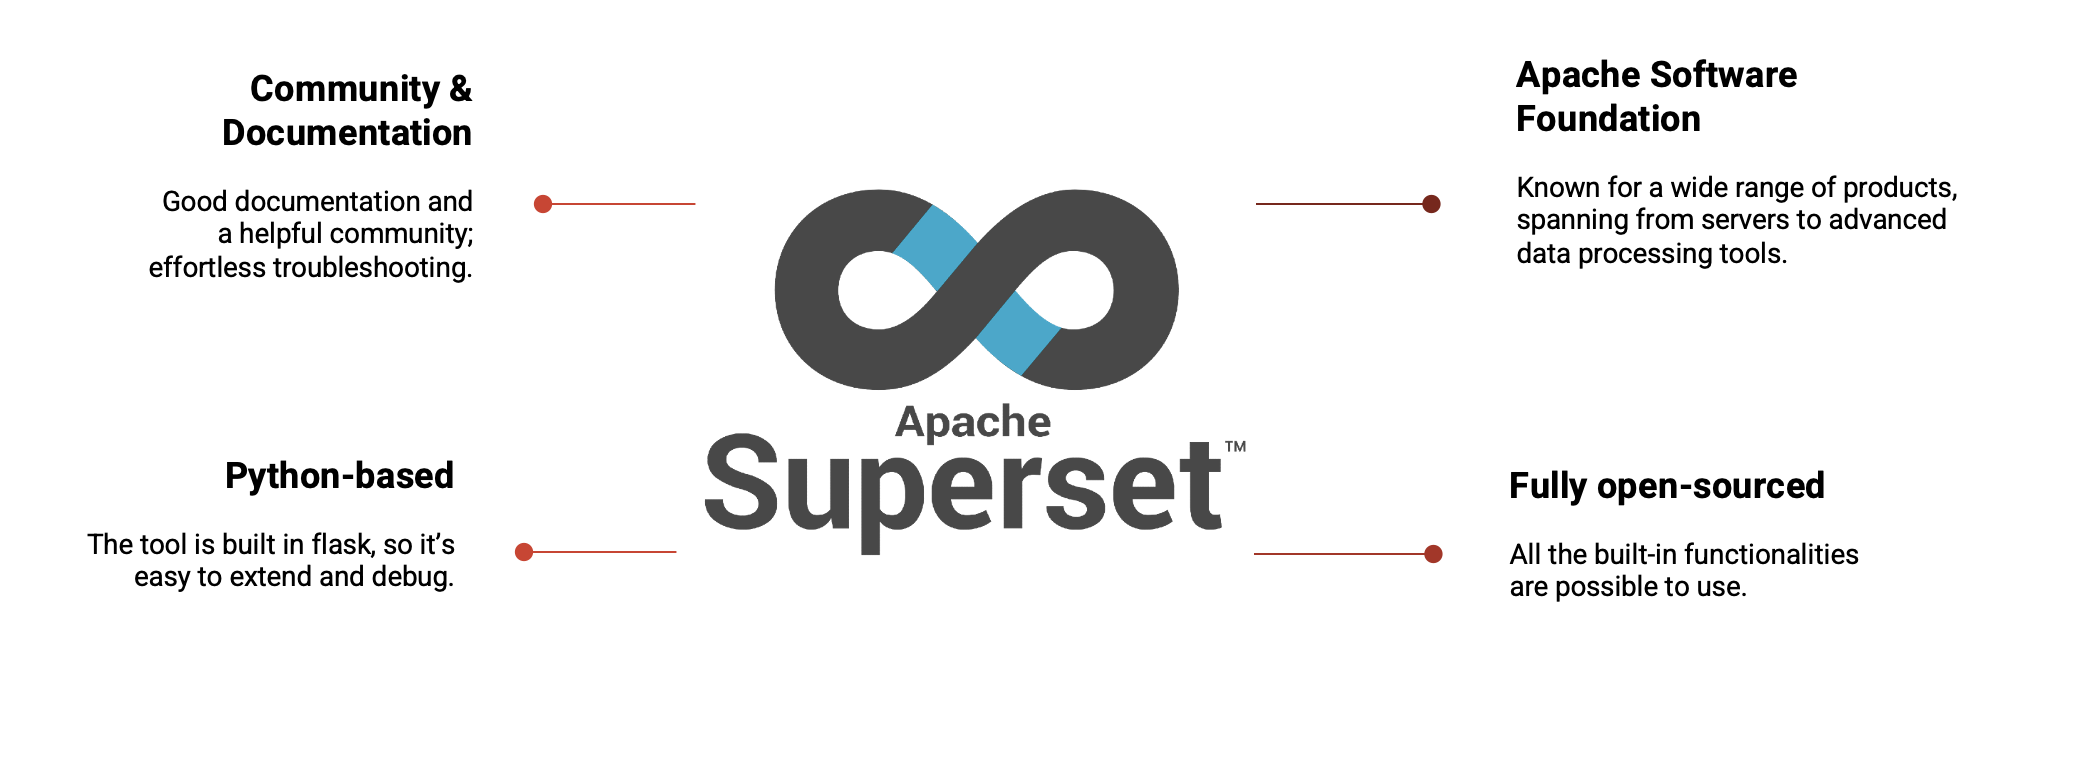 Community &
Documentation
Good documentation and
a helpful community;
effortless troubleshooting.
Apache Software
Foundation
Known for a wide range of products,
spanning from servers to advanced
data processing tools.
Apache
Superset™
Python-based
The tool is built in flask, so it’s
easy to extend and debug.
Fully open-sourced
All the built-in functionalities
are possible to use.